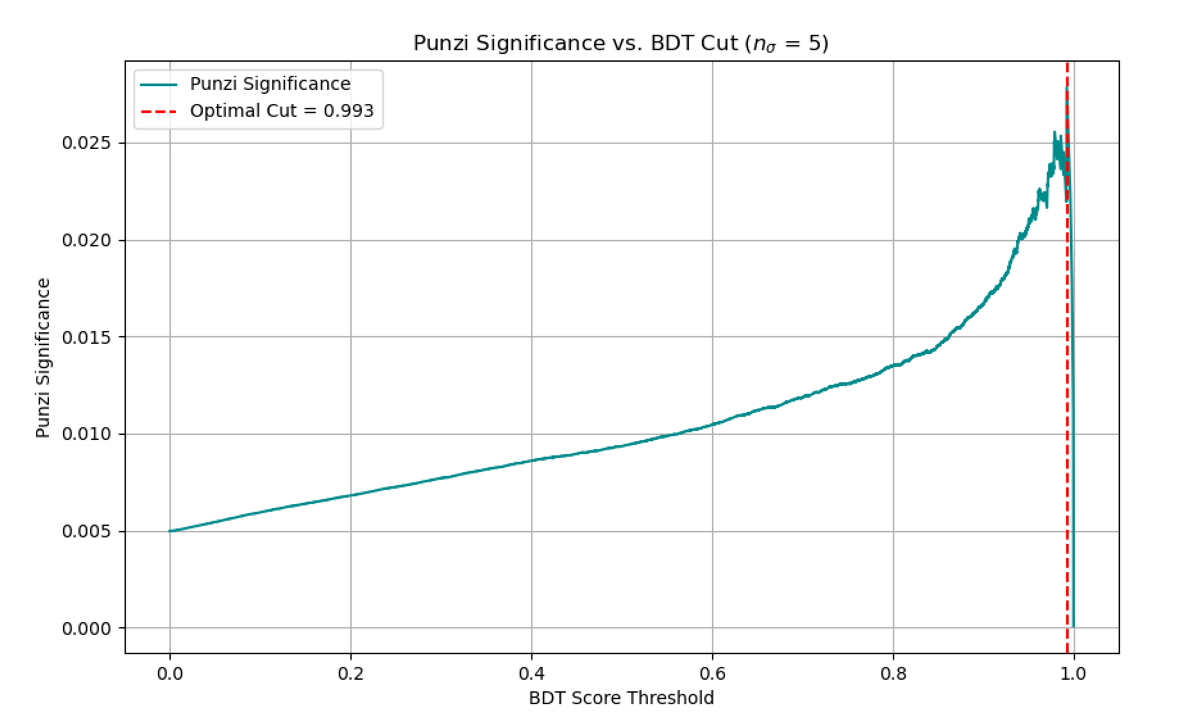 Punzi Significance vs. BDT Cut (nσ = 5)
Punzi Significance
Optimal Cut = 0.993
0.025
0.020
0.015
0.010
0.005
0.000
Punzi Significance
0.0 0.2 0.4 0.6 0.8 1.0
BDT Score Threshold